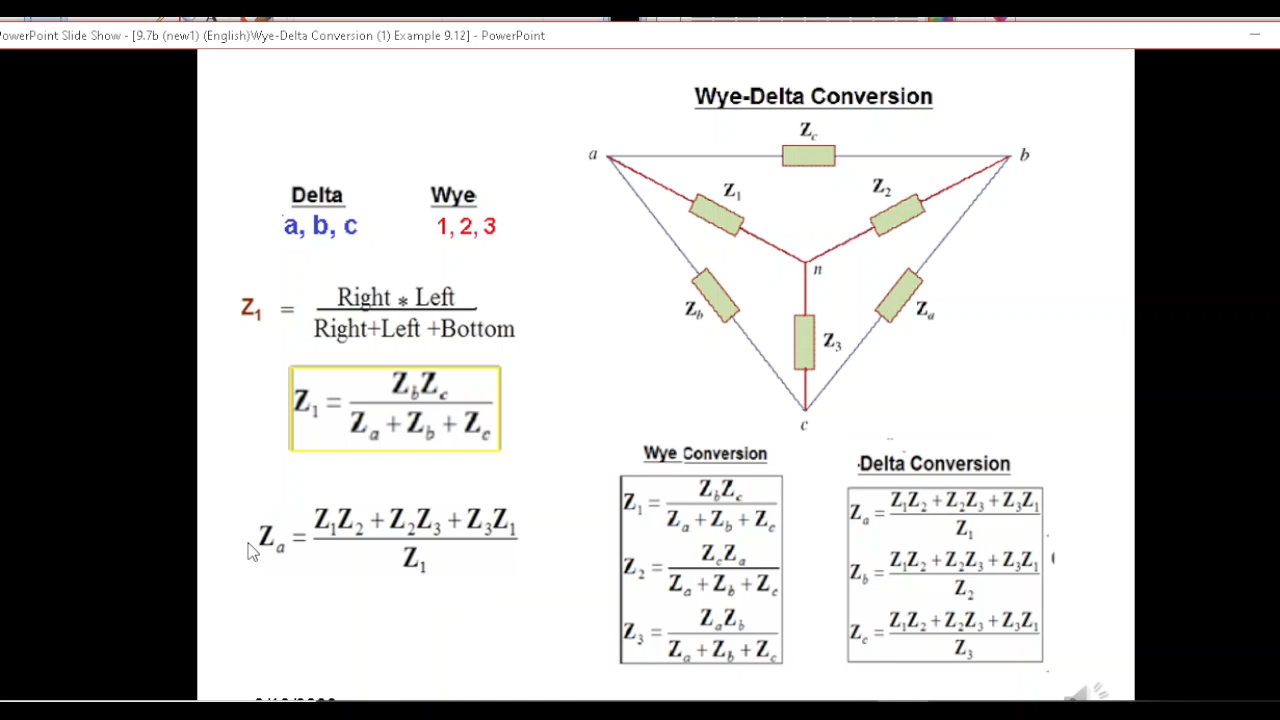 PowerPoint Slide Show - [9.7b (new1) (English)Wye-Delta Conversion (1) Example 9.12] - PowerPoint
Wye-Delta Conversion
Delta Wye
a, b, c 1, 2, 3
Z1 = Right * Left / Right+Left +Bottom
Z1 = ZbZc / Za + Zb + Zc
Za = Z1Z2 + Z2Z3 + Z3Z1 / Z1
Zc
a
b
Z1
Z2
n
Zb
Za
Z3
c
Wye Conversion
Z1 = ZbZc / Za + Zb + Zc
Z2 = ZcZa / Za + Zb + Zc
Z3 = ZaZb / Za + Zb + Zc
Delta Conversion
Za = Z1Z2 + Z2Z3 + Z3Z1 / Z1
Zb = Z1Z2 + Z2Z3 + Z3Z1 / Z2
Zc = Z1Z2 + Z2Z3 + Z3Z1 / Z3